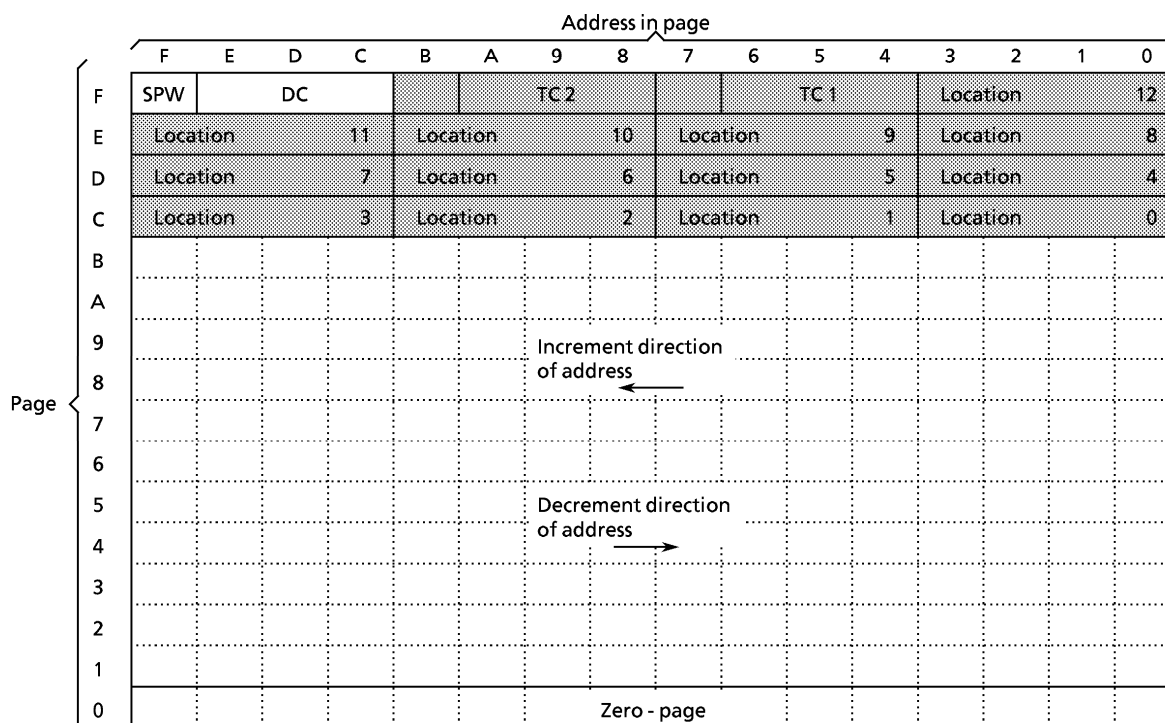 Address in page
F E D C B A 9 8 7 6 5 4 3 2 1 0
F SPW DC TC 2 TC 1 Location 12
E Location 11 Location 10 Location 9 Location 8
D Location 7 Location 6 Location 5 Location 4
C Location 3 Location 2 Location 1 Location 0
B
A
9
Increment direction
of address
8
Page
7
6
5
Decrement direction
of address
4
3
2
1
0 Zero - page